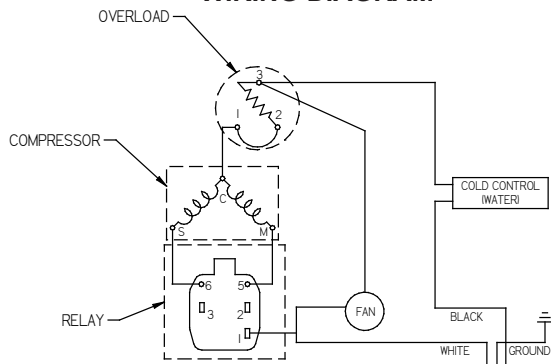 WIRING DIAGRAM
OVERLOAD
3
1
2
COMPRESSOR
COLD CONTROL
(WATER)
C
S
M
6
5
3
2
FAN
BLACK
RELAY
1
WHITE
GROUND